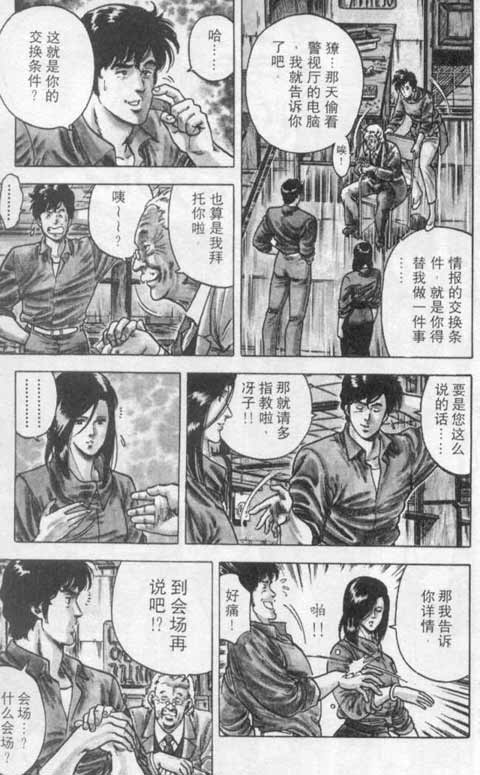 獠…那天偷看
警视厅的电脑
，我就告诉你
了吧．
唉！
情报的交换条
件．就是你得
替我做一件事
……
哈……
这就是你的
交换条件？
也算是我拜
托你啦．
咦～～？
…………
要是您这么
说的话……
那就请多
指教啦．
冴子!!
…………
那我告诉
你详情．
啪!!
好痛！
到会场再
说吧!?
会场…？
什么会场？